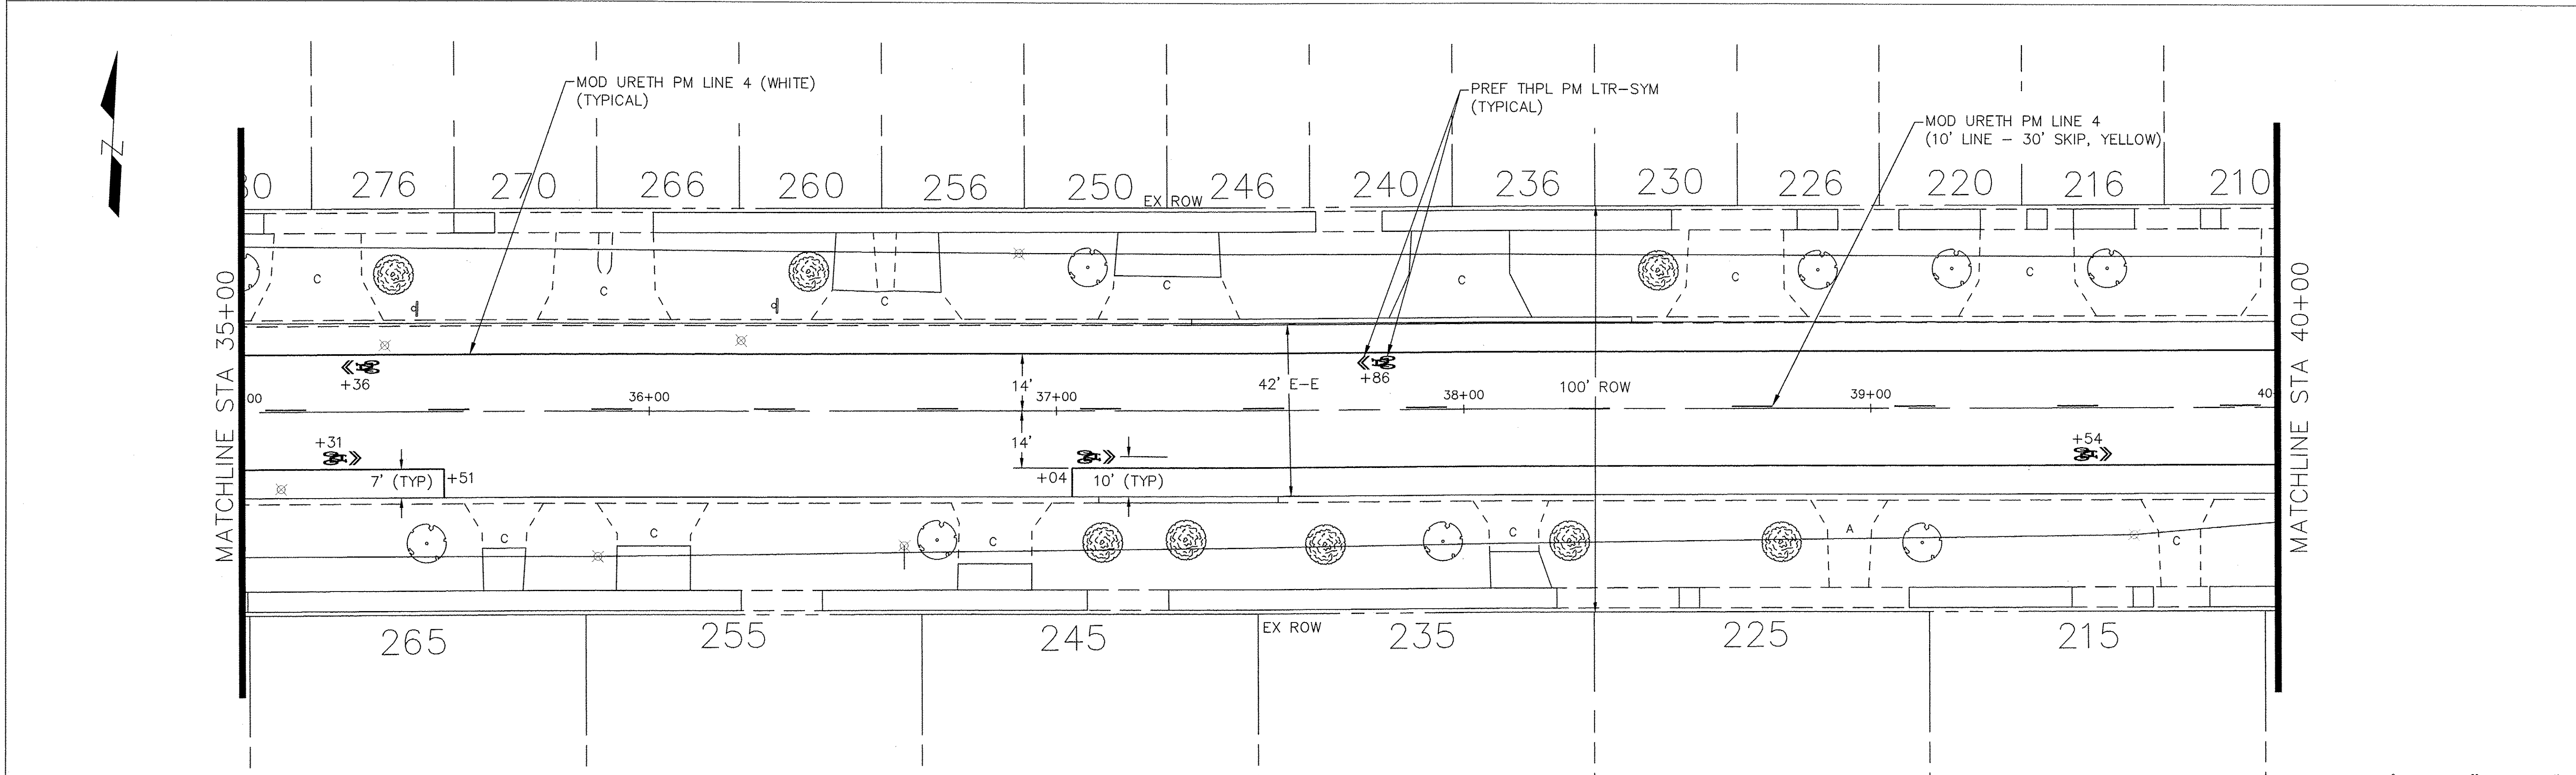 MOD URETH PM LINE 4 (WHITE)
(TYPICAL)
PREF THPL PM LTR-SYM
(TYPICAL)
MOD URETH PM LINE 4
(10' LINE - 30' SKIP, YELLOW)
Z
80 276 270 266 260 256 250 246 240 236 230 226 220 216 210
EX ROW
C C C C C C C
MATCHLINE STA 35+00
MATCHLINE STA 40+00
+36
+86
14'
42' E-E
100' ROW
00 36+00 37+00 38+00 39+00 40
+31
14'
+54
7' (TYP)
+51
+04
10' (TYP)
C C C C A C
265 255 245 235 225 215
EX ROW